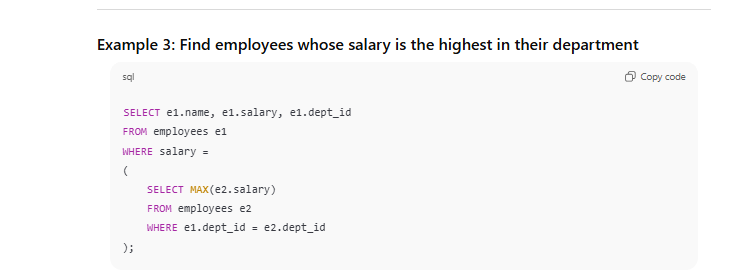 Example 3: Find employees whose salary is the highest in their department
sql
Copy code
SELECT e1.name, e1.salary, e1.dept_id
FROM employees e1
WHERE salary =
(
    SELECT MAX(e2.salary)
    FROM employees e2
    WHERE e1.dept_id = e2.dept_id
);